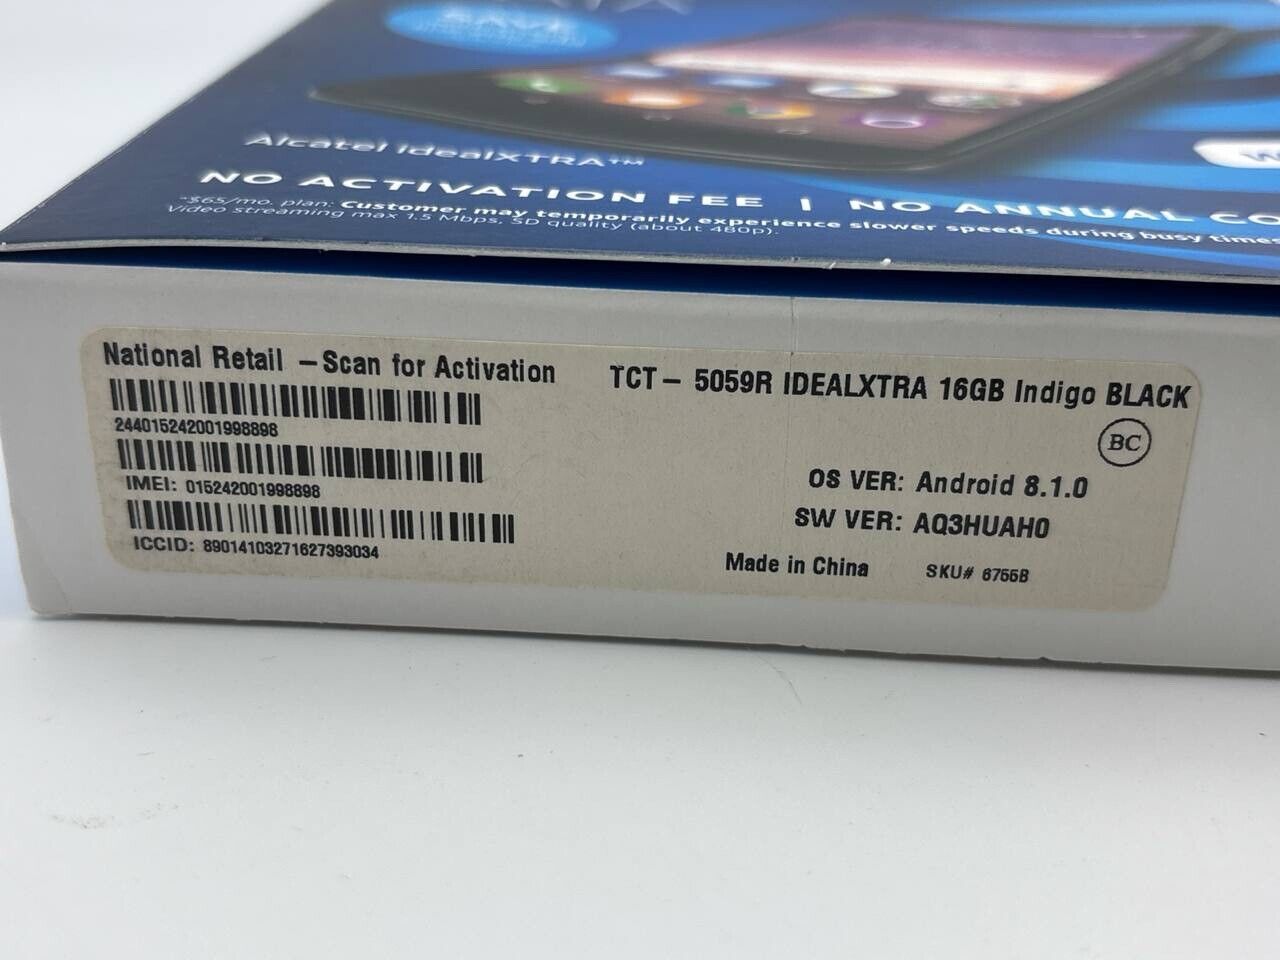 SAVE
Alcatel idealXTRA™
NO ACTIVATION FEE | NO ANNUAL CO
*$65/mo. plan: Customer may temporarily experience slower speeds during busy times
Video streaming max 1.5 Mbps, SD quality (about 480p).
W
National Retail – Scan for Activation
TCT – 5059R IDEALXTRA 16GB Indigo BLACK
244015242001998898
BC
IMEI: 015242001998898
OS VER: Android 8.1.0
SW VER: AQ3HUAH0
ICCID: 89014103271627393034
Made in China
SKU# 6755B